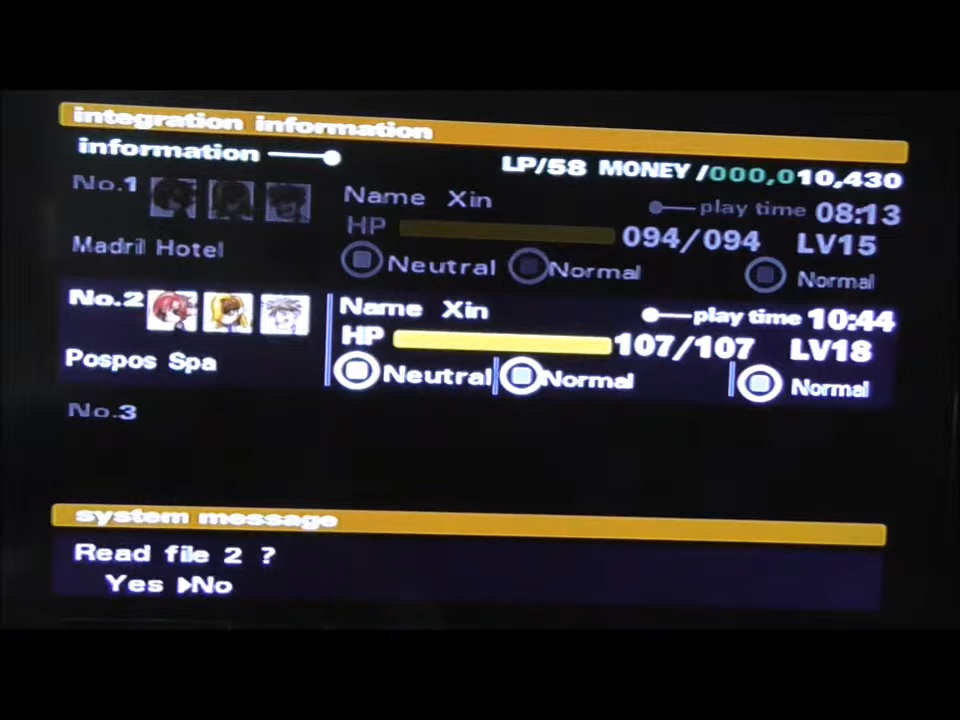 integration information
information LP/58 MONEY /000,010,430
No.1 Name Xin play time 08:13
HP 094/094 LV15
Madril Hotel Neutral Normal Normal
No.2 Name Xin play time 10:44
HP 107/107 LV18
Pospos Spa Neutral Normal Normal
No.3
system message
Read file 2 ?
Yes ▶No